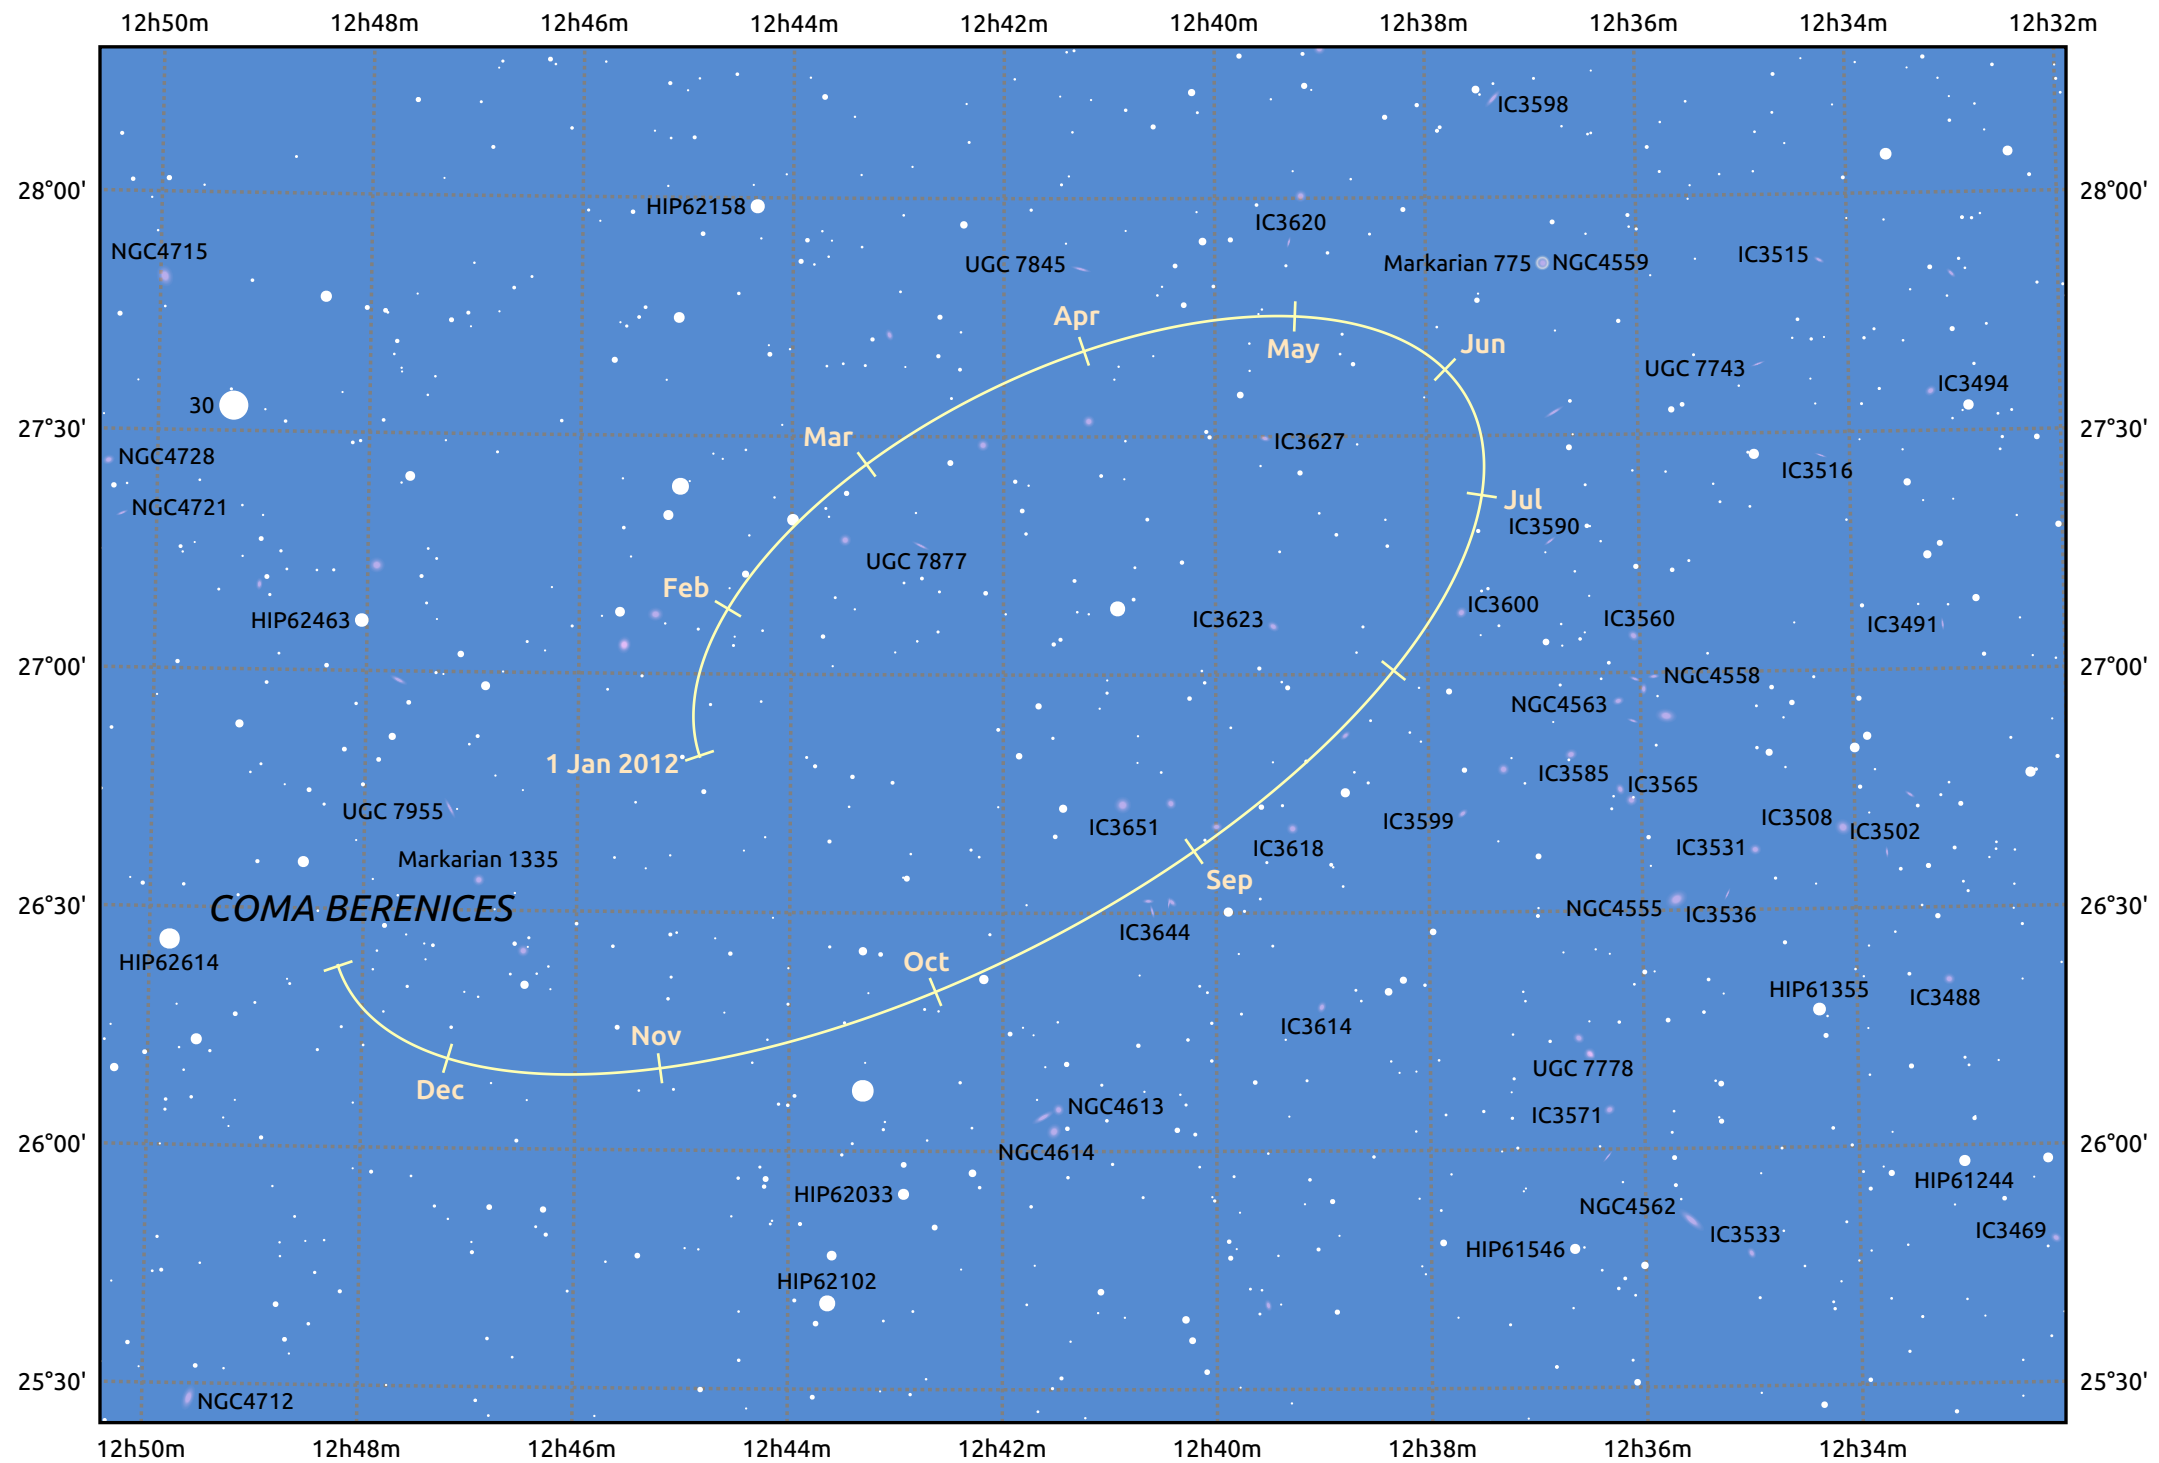 12h50m 12h48m 12h46m 12h44m 12h42m 12h40m 12h38m 12h36m 12h34m 12h32m
IC3598
28°00' 28°00'
HIP62158
IC3620
NGC4715
UGC 7845
Markarian 775 NGC4559
IC3515
Apr
May
Jun
UGC 7743
IC3494
30
27°30' 27°30'
Mar
IC3627
NGC4728
IC3516
Jul
NGC4721
IC3590
UGC 7877
Feb
IC3600
HIP62463
IC3623
IC3560
IC3491
27°00' 27°00'
NGC4558
NGC4563
1 Jan 2012
IC3585
IC3565
UGC 7955
IC3651
IC3599
IC3508
IC3502
IC3618
IC3531
Markarian 1335
Sep
26°30' 26°30'
COMA BERENICES
NGC4555
IC3536
IC3644
HIP62614
Oct
HIP61355
IC3488
IC3614
Nov
UGC 7778
Dec
NGC4613
IC3571
26°00' 26°00'
NGC4614
HIP61244
HIP62033
NGC4562
IC3533
IC3469
HIP61546
HIP62102
25°30' 25°30'
NGC4712
12h50m 12h48m 12h46m 12h44m 12h42m 12h40m 12h38m 12h36m 12h34m